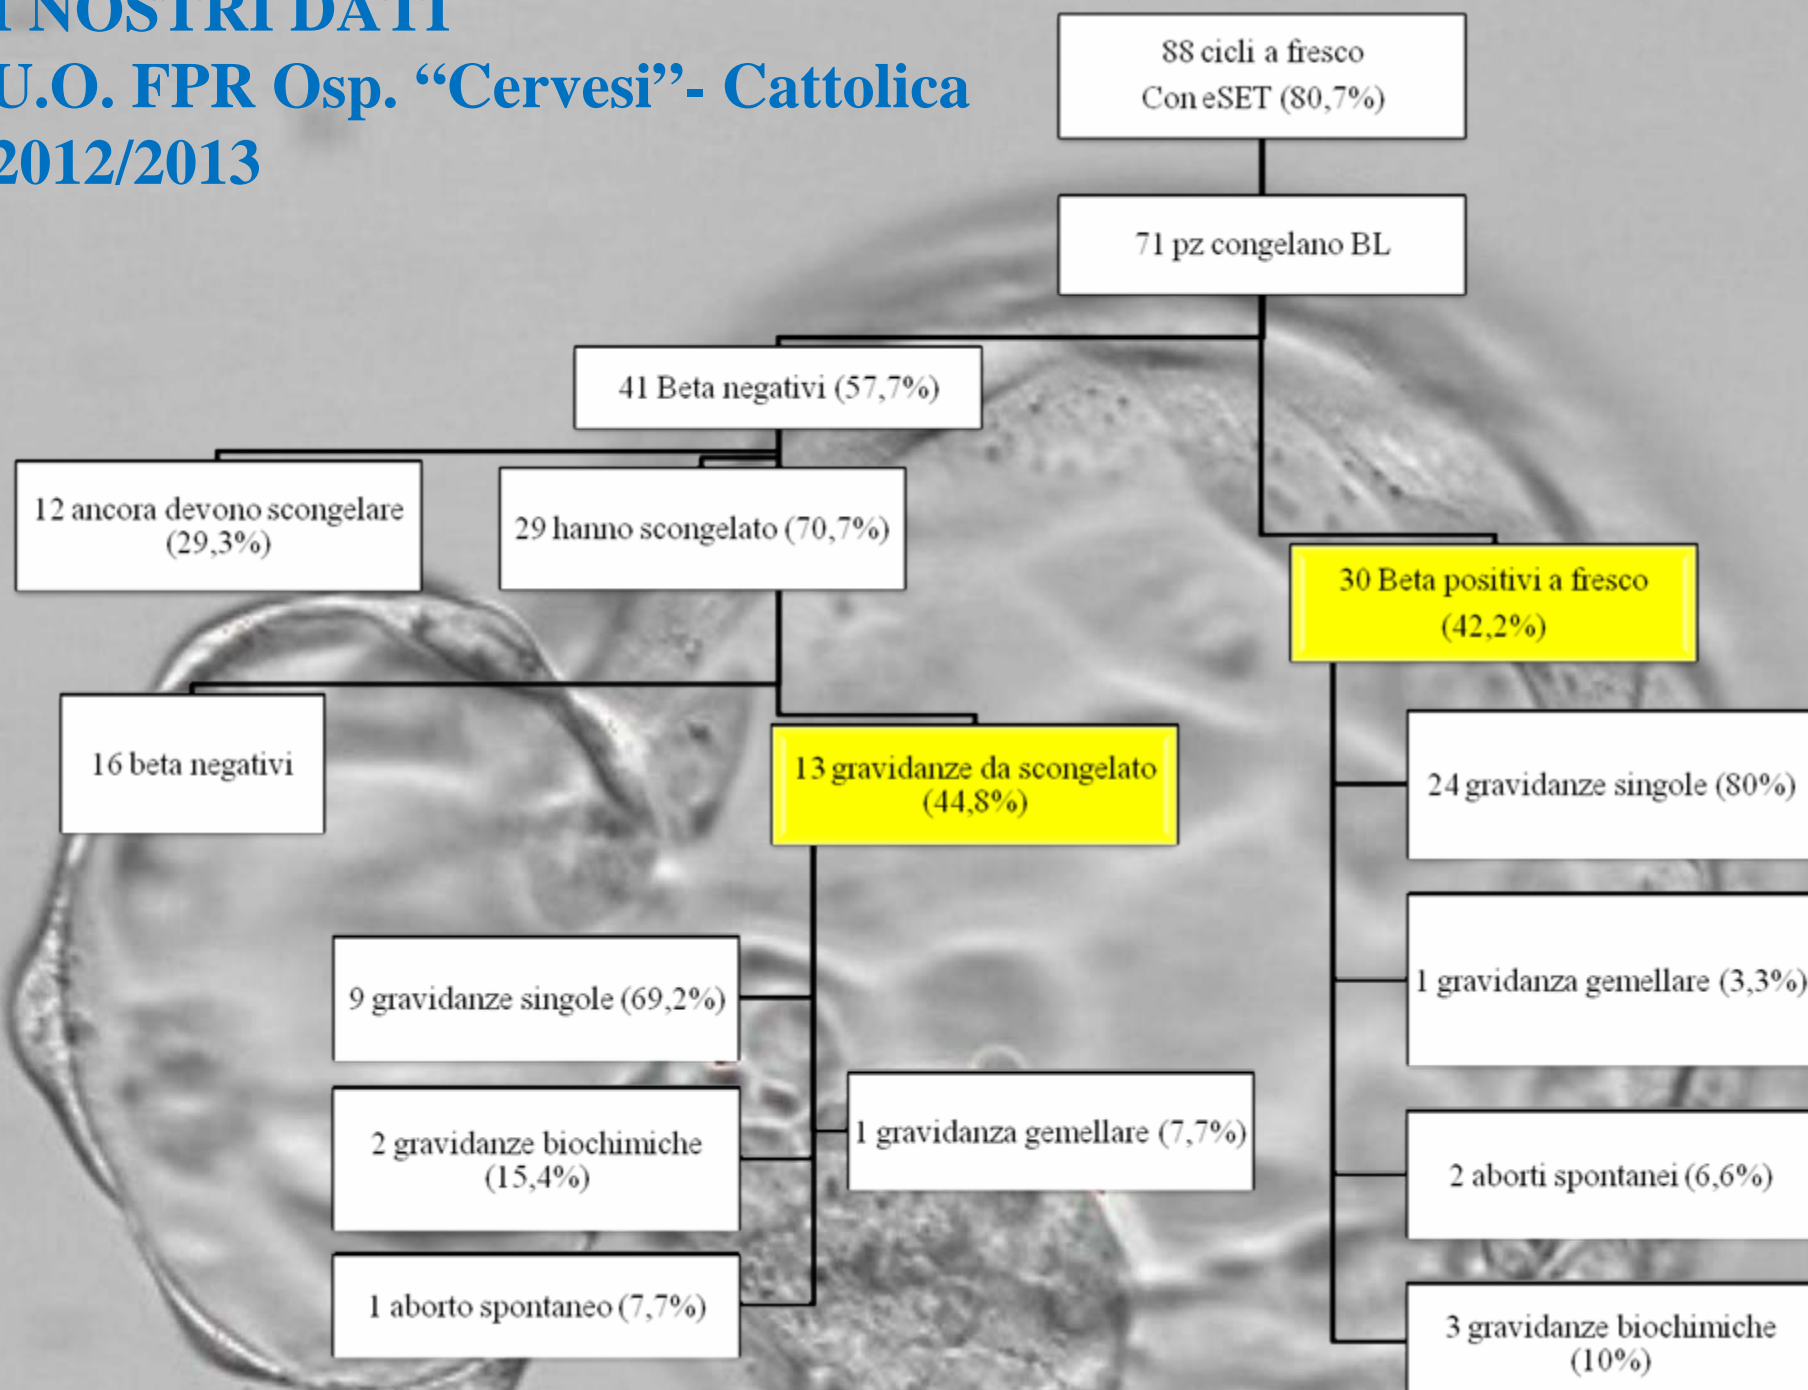 I NOSTRI DATI
U.O. FPR Osp. “Cervesi”- Cattolica
2012/2013
88 cicli a fresco
Con eSET (80,7%)
71 pz congelano BL
41 Beta negativi (57,7%)
12 ancora devono scongelare
(29,3%)
29 hanno scongelato (70,7%)
30 Beta positivi a fresco
(42,2%)
16 beta negativi
13 gravidanze da scongelato
(44,8%)
24 gravidanze singole (80%)
1 gravidanza gemellare (3,3%)
9 gravidanze singole (69,2%)
2 gravidanze biochimiche
(15,4%)
1 gravidanza gemellare (7,7%)
2 aborti spontanei (6,6%)
1 aborto spontaneo (7,7%)
3 gravidanze biochimiche
(10%)